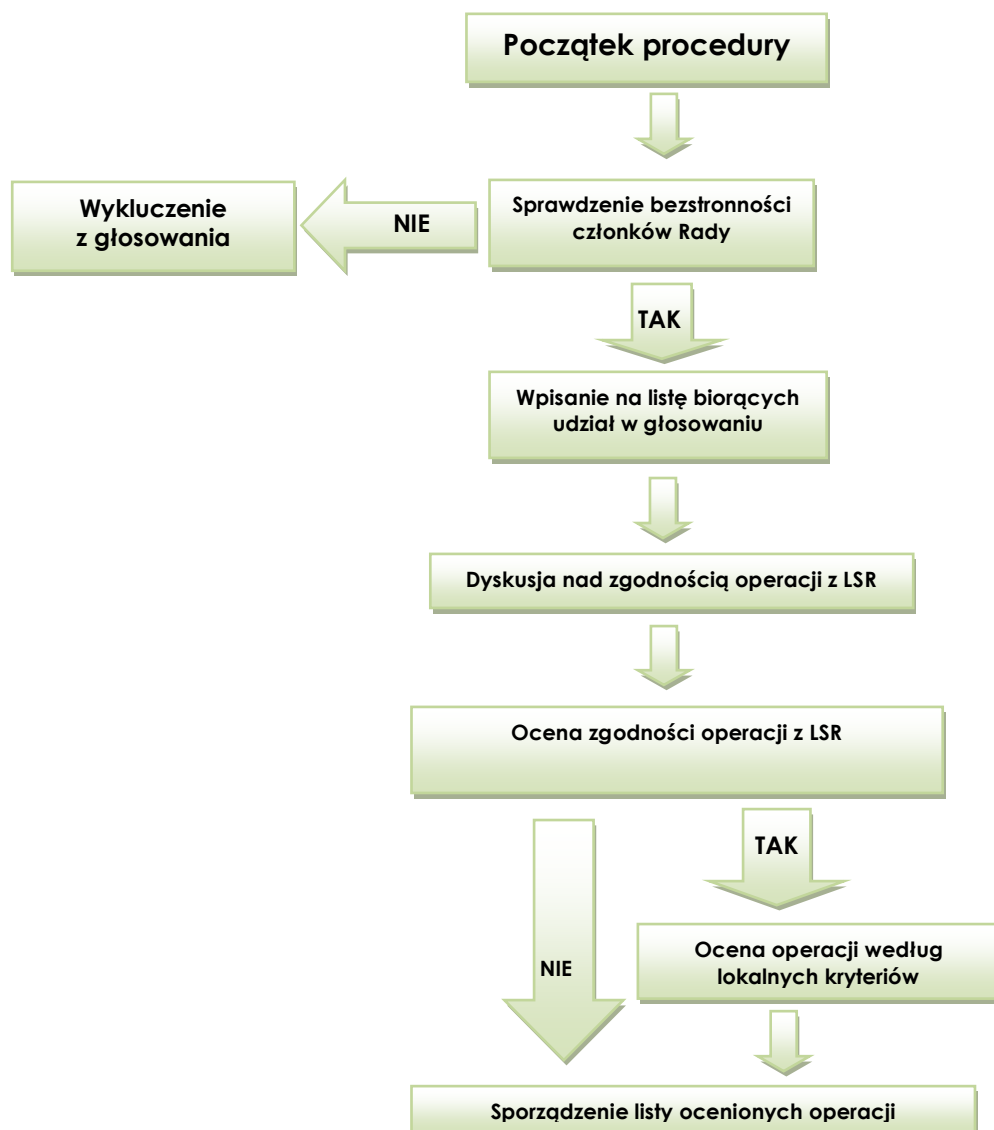 Początek procedury
Wykluczenie
z głosowania
NIE
Sprawdzenie bezstronności
członków Rady
TAK
Wpisanie na listę biorących
udział w głosowaniu
Dyskusja nad zgodnością operacji z LSR
Ocena zgodności operacji z LSR
TAK
NIE
Ocena operacji według
lokalnych kryteriów
Sporządzenie listy ocenionych operacji